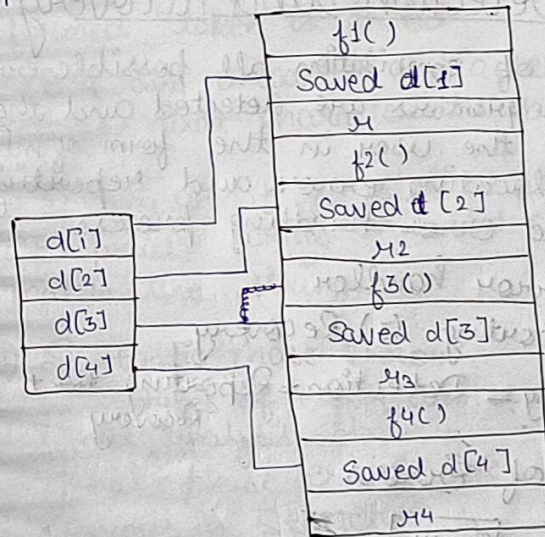 f1()
Saved d[1]
r
f2()
Saved d[2]
r2
f3()
Saved d[3]
r3
f4()
Saved d[4]
r4
d[1]
d[2]
d[3]
d[4]